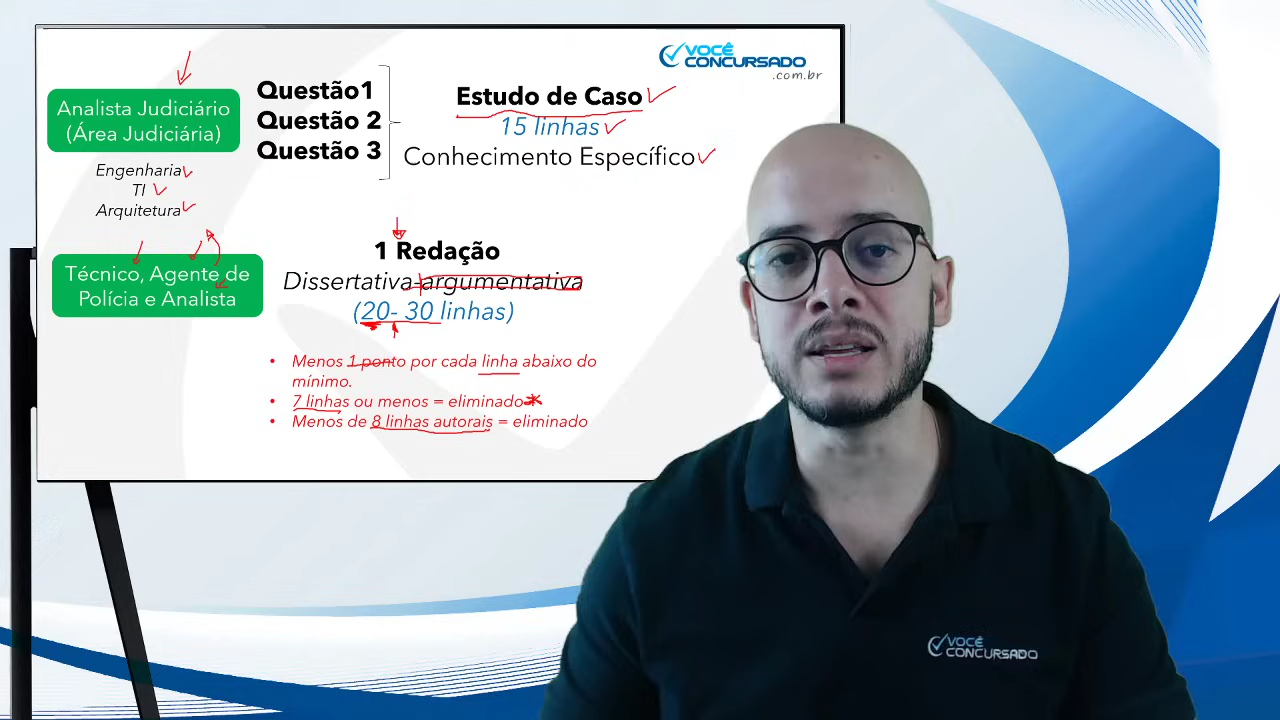 VOCÊ
CONCURSADO
.com.br
Analista Judiciário
(Área Judiciária)
Engenharia
TI
Arquitetura
Questão1
Questão 2
Questão 3
Estudo de Caso
15 linhas
Conhecimento Específico
Técnico, Agente de
Polícia e Analista
1 Redação
Dissertativa-argumentativa
(20- 30 linhas)
• Menos 1 ponto por cada linha abaixo do
mínimo.
• 7 linhas ou menos = eliminado
• Menos de 8 linhas autorais = eliminado
VOCÊ
CONCURSADO